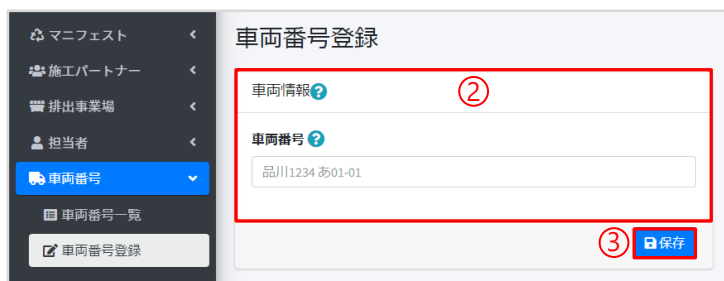 マニフェスト
施工パートナー
排出事業場
担当者
車両番号
車両番号一覧
車両番号登録
車両番号登録
車両情報?
②
車両番号 ?
品川1234 あ01-01
③
保存